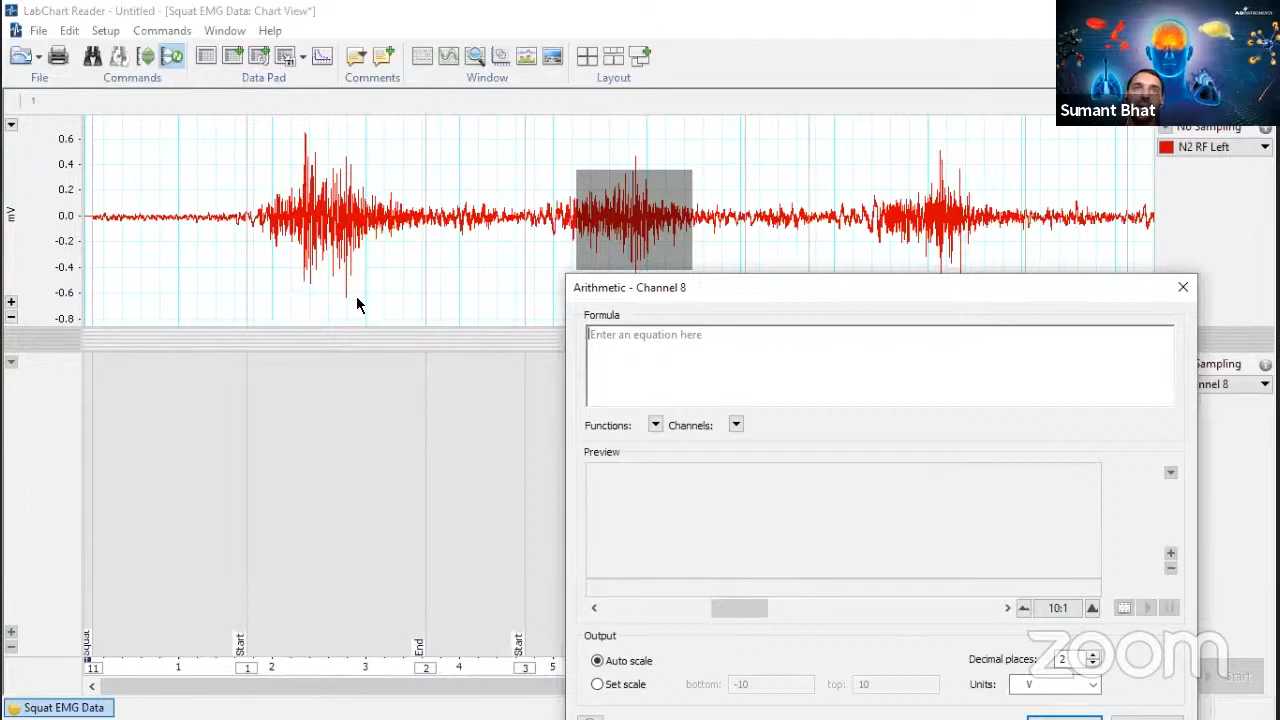 LabChart Reader - Untitled - [Squat EMG Data: Chart View*]
File Edit Setup Commands Window Help
File Commands Data Pad Comments Window Layout
ADINSTRUMENTS
Sumant Bhat
1
No Sampling
N2 RF Left
0.6
0.4
0.2
0.0
-0.2
-0.4
-0.6
-0.8
mV
Arithmetic - Channel 8
Formula
Enter an equation here
Functions: Channels:
Preview
10:1
Sampling
nnel 8
Output
Auto scale
Decimal places: 2
Set scale bottom: -10 top: 10 Units: V
Squat
Start
End
Start
11 1 1 2 3 2 4 3 5
zoom
Start
Squat EMG Data